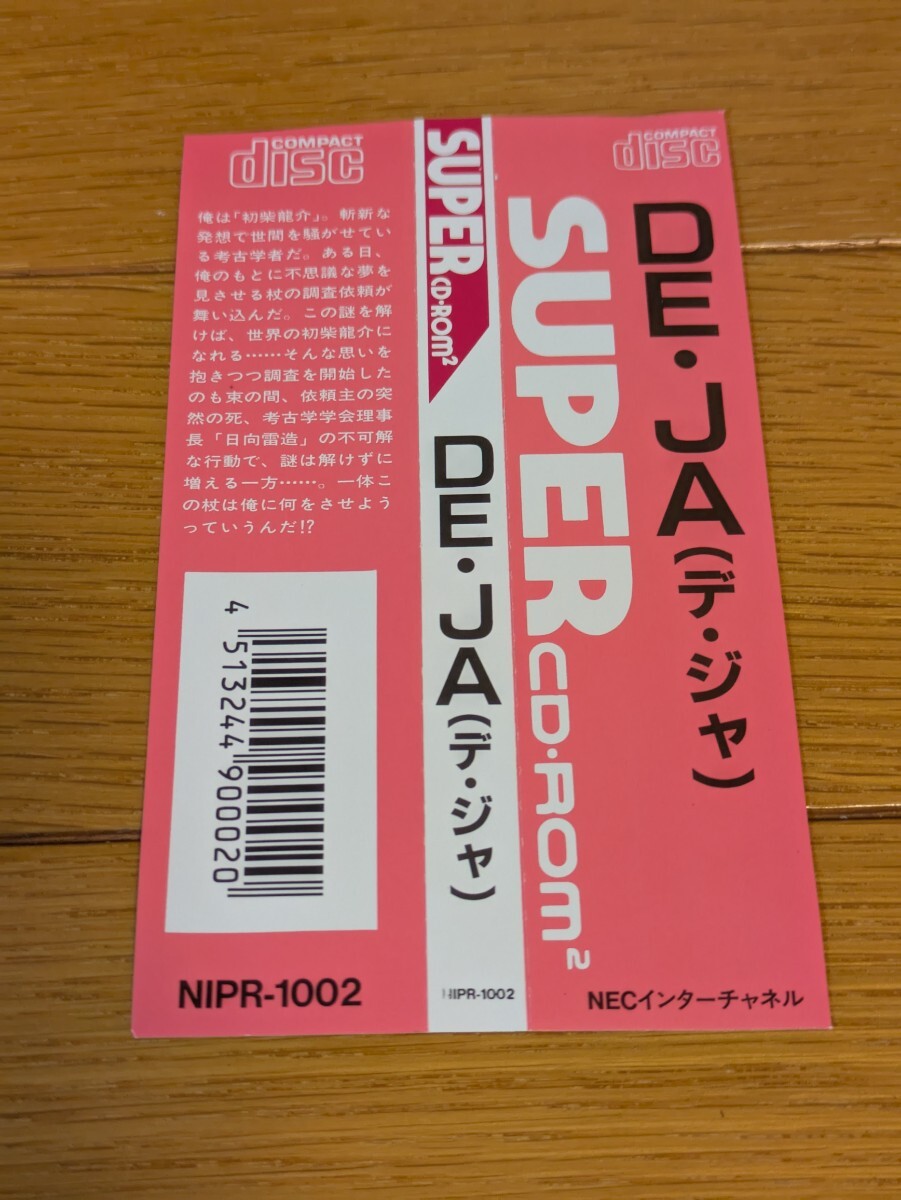 COMPACT
disc
俺は「初柴龍介」。斬新な
発想で世間を騒がせてい
る考古学者だ。ある日、
俺のもとに不思議な夢を
見させる杖の調査依頼が
舞い込んだ。この謎を解
けば、世界の初柴龍介に
なれる……そんな思いを
抱きつつ調査を開始した
のも束の間、依頼主の突
然の死、考古学学会理事
長「日向雷造」の不可解
な行動で、謎は解けずに
増える一方……。一体こ
の杖は俺に何をさせよう
っていうんだ!?
4 513244 900020
NIPR-1002
SUPER CD・ROM²
DE・JA(デ・ジャ)
NIPR-1002
COMPACT
disc
SUPER CD・ROM²
DE・JA(デ・ジャ)
NECインターチャネル